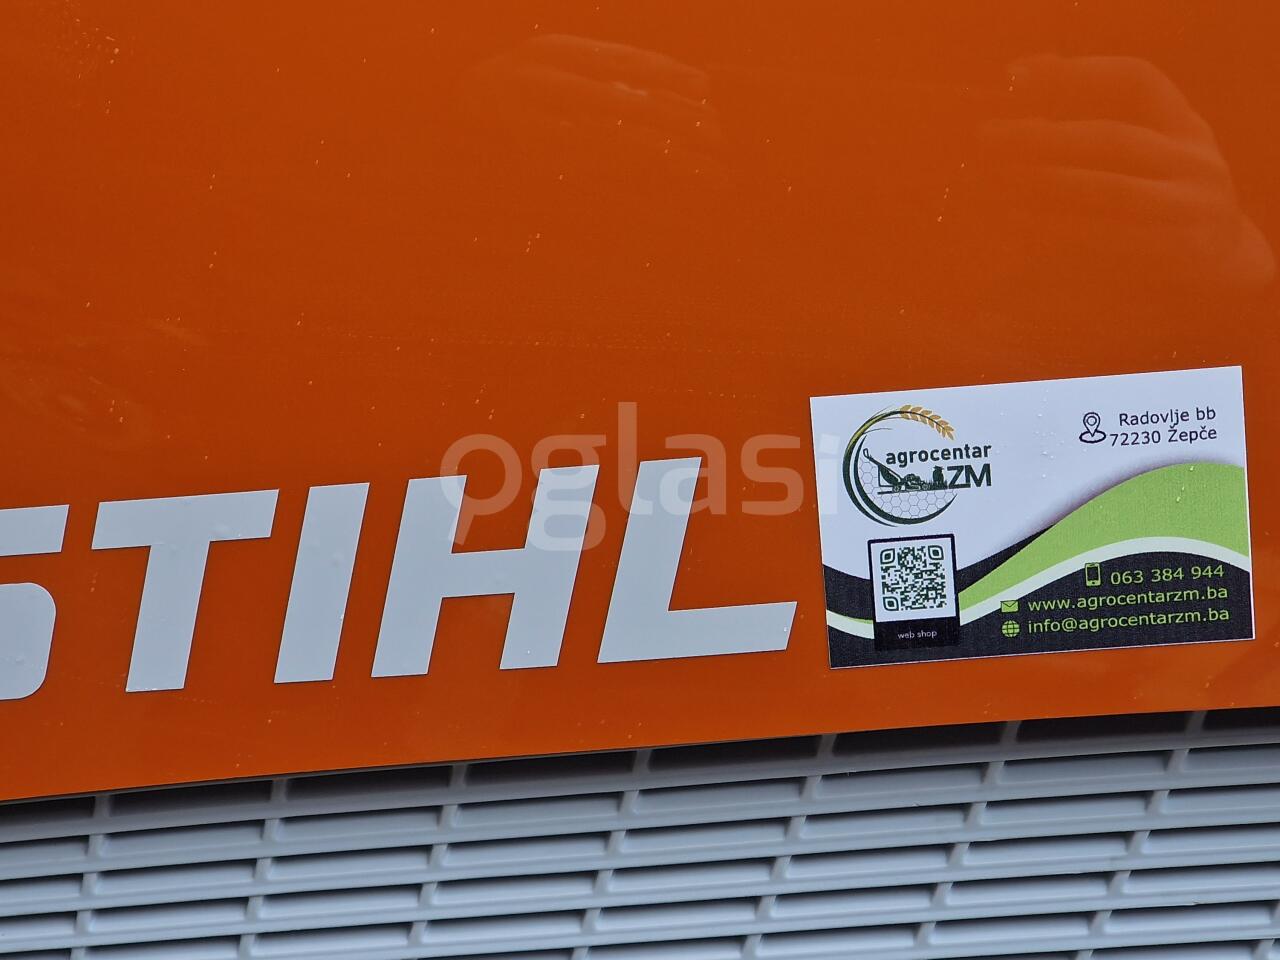 STIHL
oglasi
agrocentar
ZM
Radovlje bb
72230 Žepče
web shop
063 384 944
www.agrocentarzm.ba
info@agrocentarzm.ba